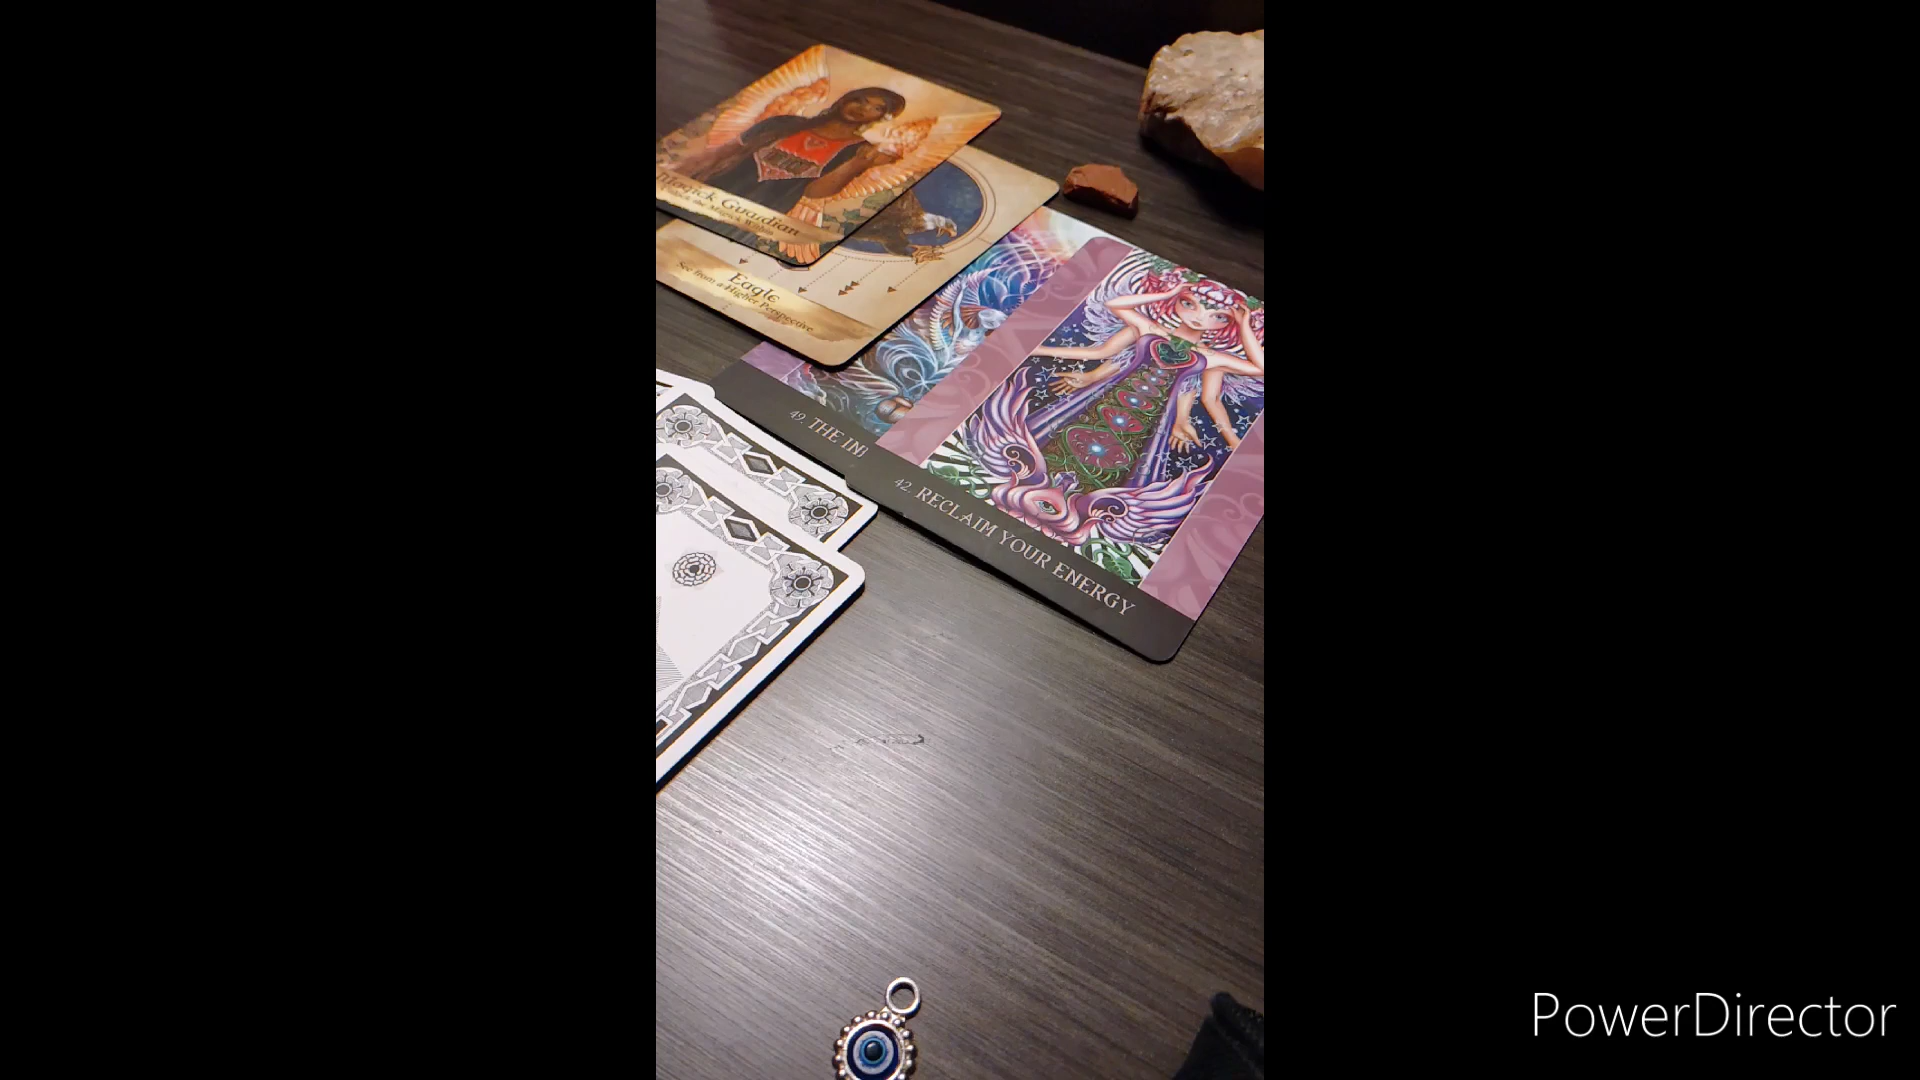 Magick Guardian
Eagle
See from a Higher Perspective
49. THE IN
42. RECLAIM YOUR ENERGY
PowerDirector